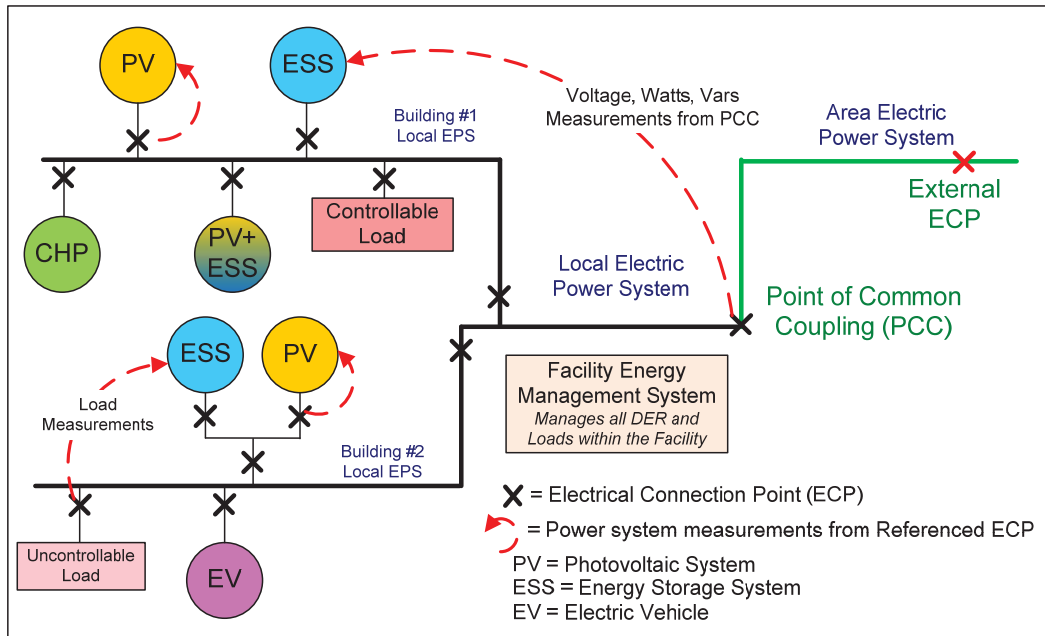 PV
ESS
Building #1
Local EPS
Voltage, Watts, Vars
Measurements from PCC
Area Electric
Power System
External
ECP
CHP
PV+
ESS
Controllable
Load
Local Electric
Power System
Point of Common
Coupling (PCC)
ESS
PV
Load
Measurements
Facility Energy
Management System
Manages all DER and
Loads within the Facility
Building #2
Local EPS
Uncontrollable
Load
EV
= Electrical Connection Point (ECP)
= Power system measurements from Referenced ECP
PV = Photovoltaic System
ESS = Energy Storage System
EV = Electric Vehicle